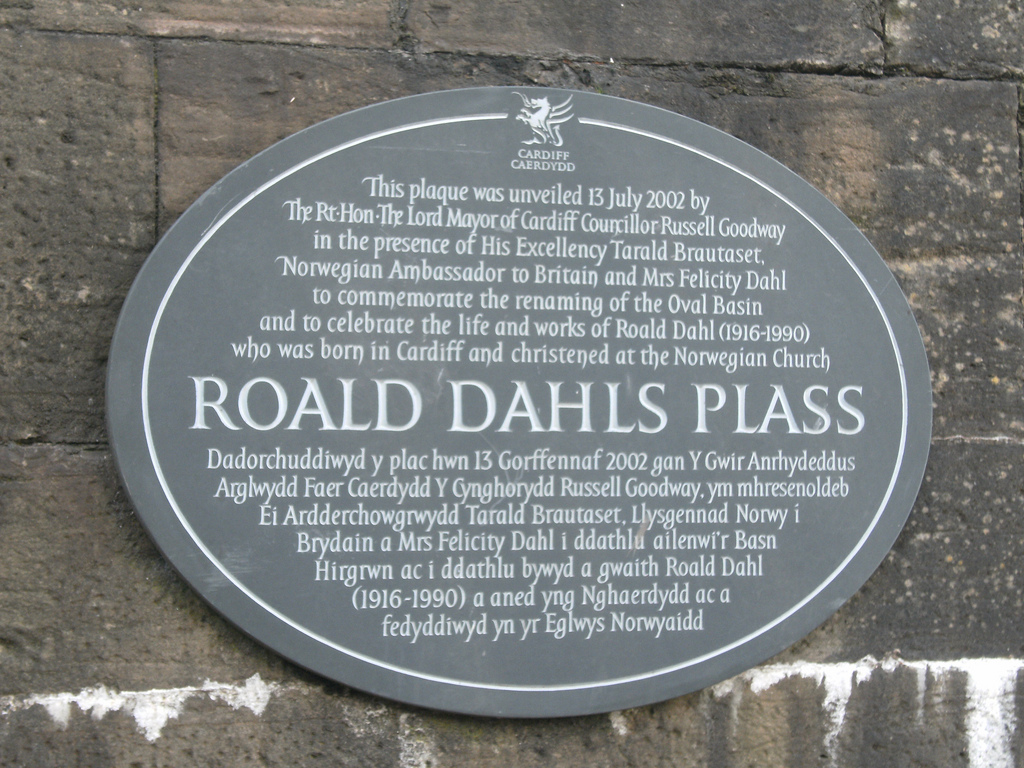 CARDIFF
CAERDYDD
This plaque was unveiled 13 July 2002 by
The Rt·Hon·The Lord Mayor of Cardiff Councillor Russell Goodway
in the presence of His Excellency Tarald Brautaset,
Norwegian Ambassador to Britain and Mrs Felicity Dahl
to commemorate the renaming of the Oval Basin
and to celebrate the life and works of Roald Dahl (1916-1990)
who was born in Cardiff and christened at the Norwegian Church
ROALD DAHLS PLASS
Dadorchuddiwyd y plac hwn 13 Gorffennaf 2002 gan Y Gwir Anrhydeddus
Arglwydd Faer Caerdydd Y Cynghorydd Russell Goodway, ym mhresenoldeb
Ei Ardderchowgrwydd Tarald Brautaset, Llysgennad Norwy i
Brydain a Mrs Felicity Dahl i ddathlu ailenwi'r Basn
Hirgrwn ac i ddathlu bywyd a gwaith Roald Dahl
(1916-1990) a aned yng Nghaerdydd ac a
fedyddiwyd yn yr Eglwys Norwyaidd